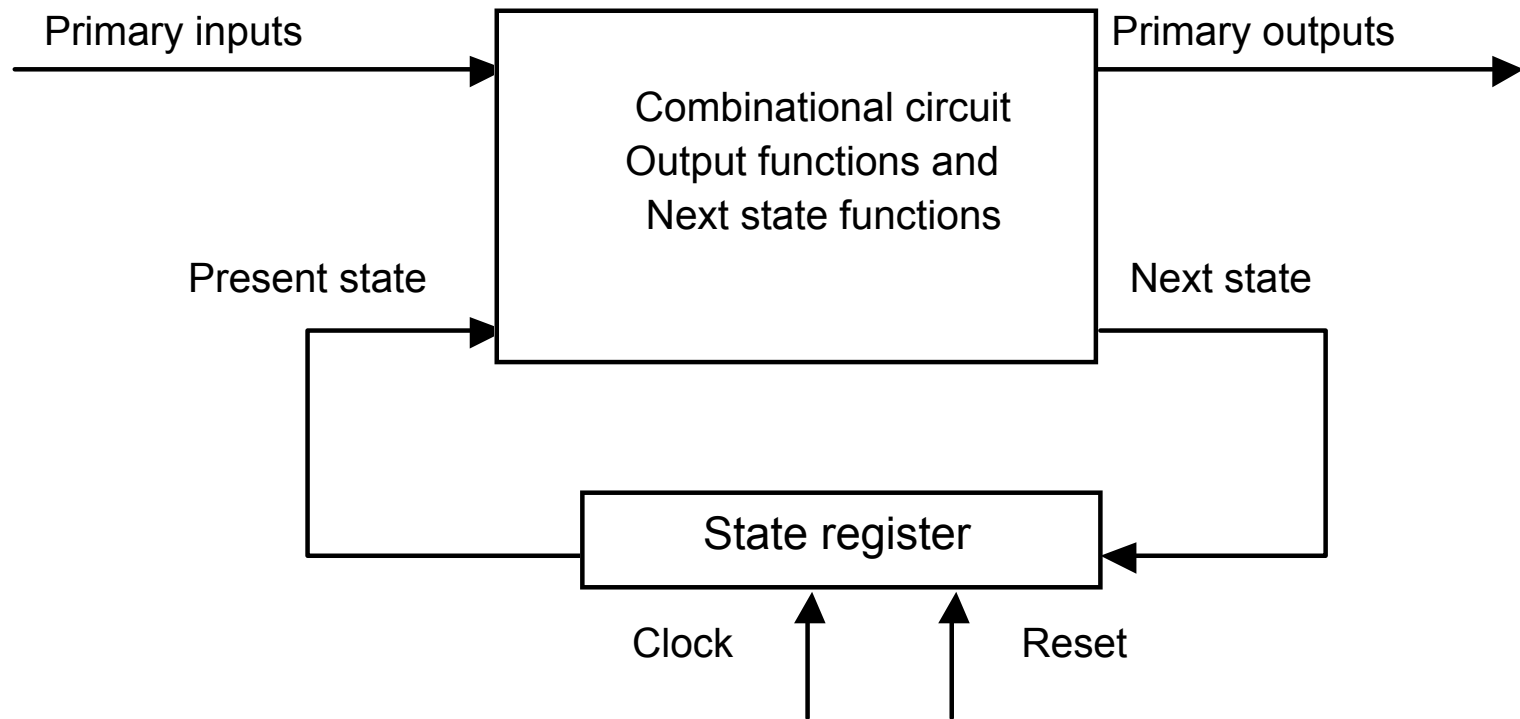 Primary inputs
Primary outputs
Combinational circuit
Output functions and
Next state functions
Present state
Next state
State register
Clock
Reset